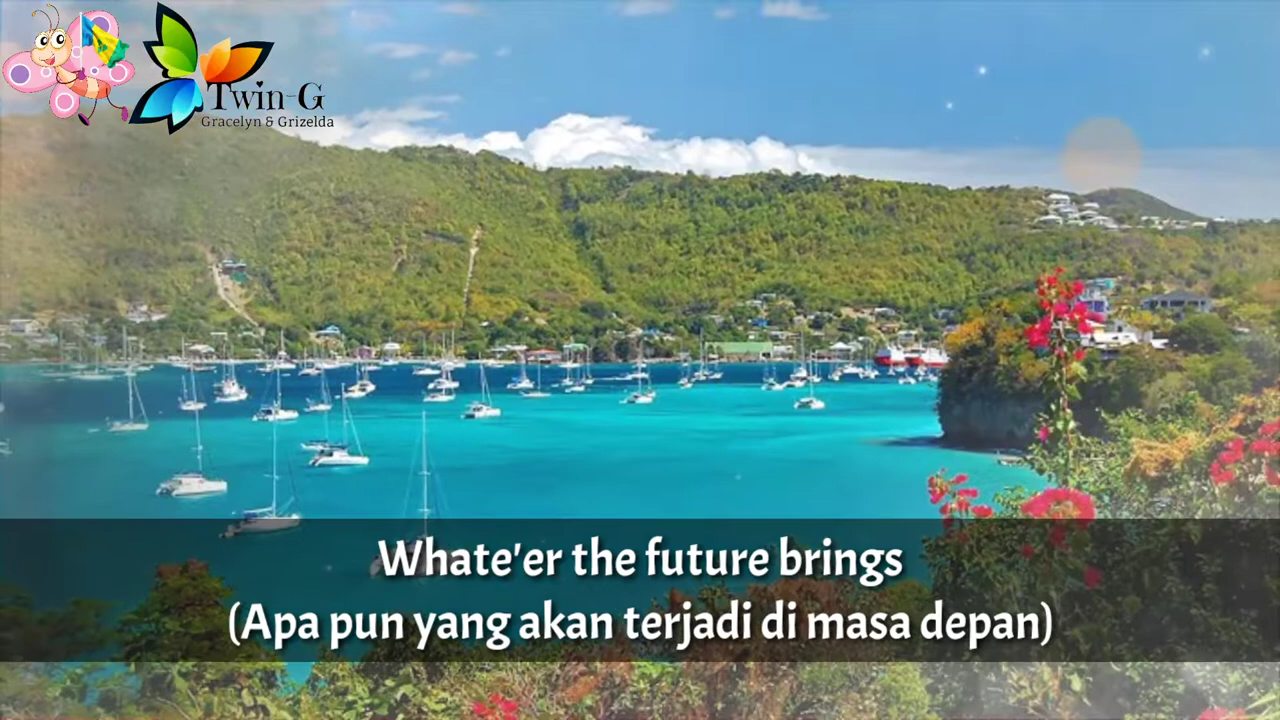 Twin-G
Gracelyn & Grizelda
Whate'er the future brings
(Apa pun yang akan terjadi di masa depan)